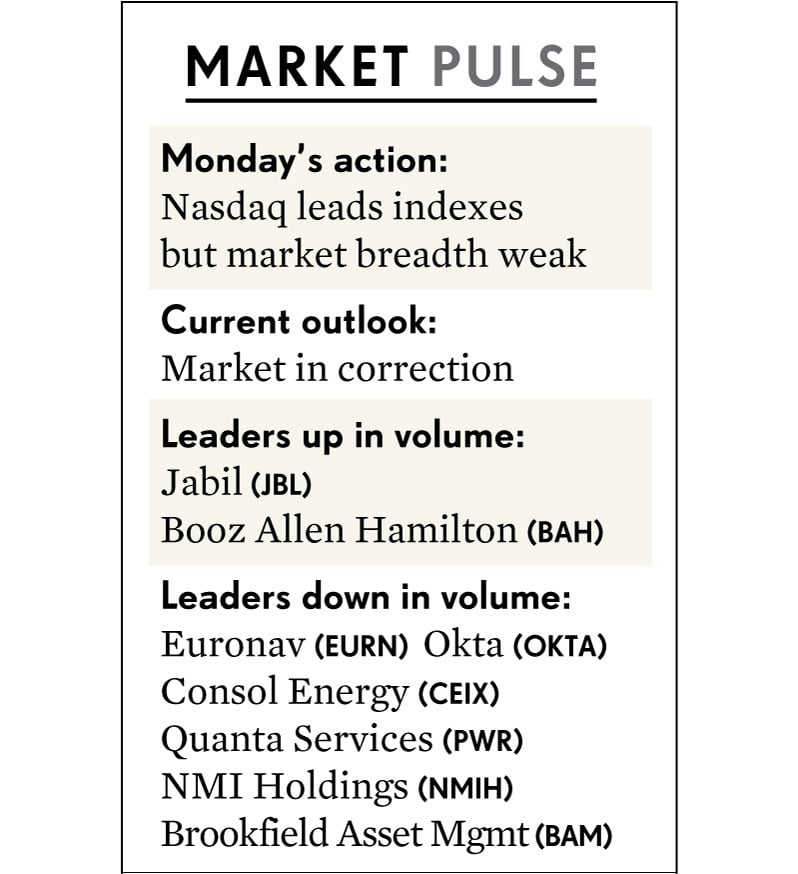 MARKET PULSE
Monday's action:
Nasdaq leads indexes
but market breadth weak
Current outlook:
Market in correction
Leaders up in volume:
Jabil (JBL)
Booz Allen Hamilton (BAH)
Leaders down in volume:
Euronav (EURN) Okta (OKTA)
Consol Energy (CEIX)
Quanta Services (PWR)
NMI Holdings (NMIH)
Brookfield Asset Mgmt (BAM)